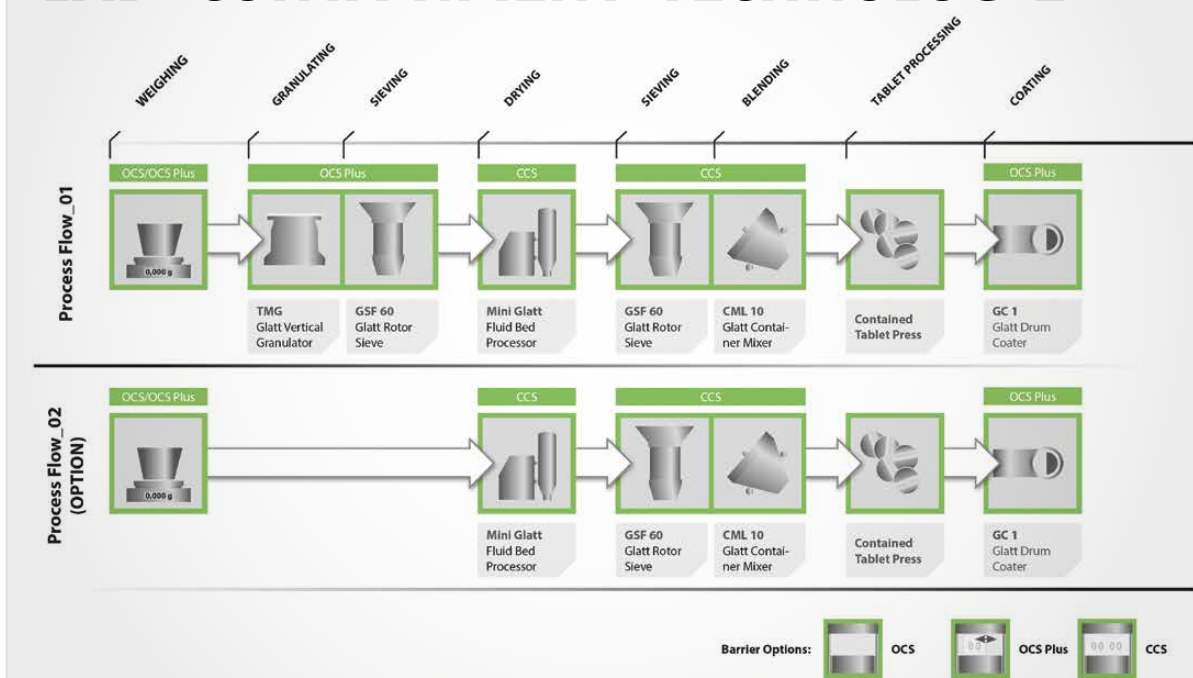 WEIGHING
GRANULATING
SIEVING
DRYING
SIEVING
BLENDING
TABLET PROCESSING
COATING
Process Flow_01
OCS/OCS Plus
OCS Plus
CCS
CCS
OCS Plus
0,000 g
TMG
Glatt Vertical
Granulator
GSF 60
Glatt Rotor
Sieve
Mini Glatt
Fluid Bed
Processor
GSF 60
Glatt Rotor
Sieve
CML 10
Glatt Contai-
ner Mixer
Contained
Tablet Press
GC 1
Glatt Drum
Coater
Process Flow_02
(OPTION)
OCS/OCS Plus
CCS
CCS
OCS Plus
0,000 g
Mini Glatt
Fluid Bed
Processor
GSF 60
Glatt Rotor
Sieve
CML 10
Glatt Contai-
ner Mixer
Contained
Tablet Press
GC 1
Glatt Drum
Coater
Barrier Options:
OCS
00
OCS Plus
00 00
CCS